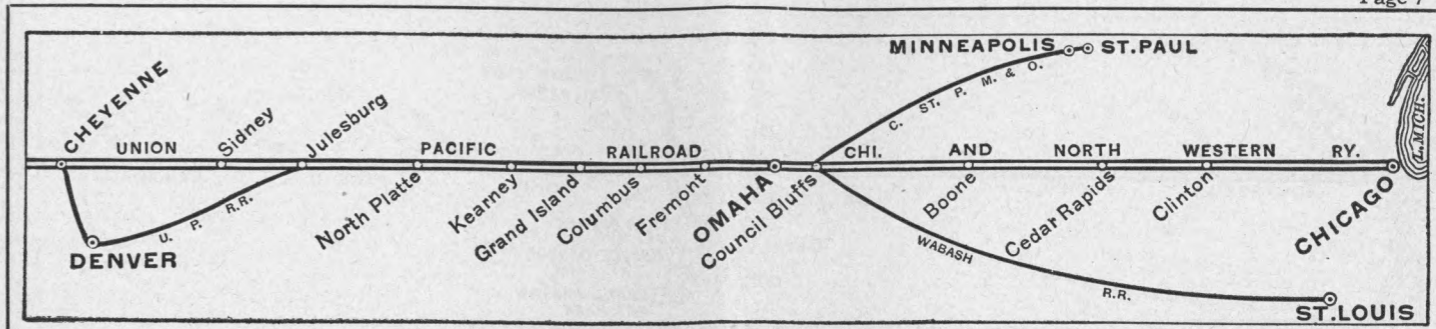 Page 7
MINNEAPOLIS ST. PAUL
C. ST. P. M. & O.
L. MICH.
CHEYENNE
Sidney
Julesburg
UNION PACIFIC RAILROAD CHI. AND NORTH WESTERN RY.
North Platte
Kearney
Grand Island
Columbus
Fremont
OMAHA
Council Bluffs
Boone
Cedar Rapids
Clinton
CHICAGO
U. P. R.R.
DENVER
WABASH R.R.
ST. LOUIS